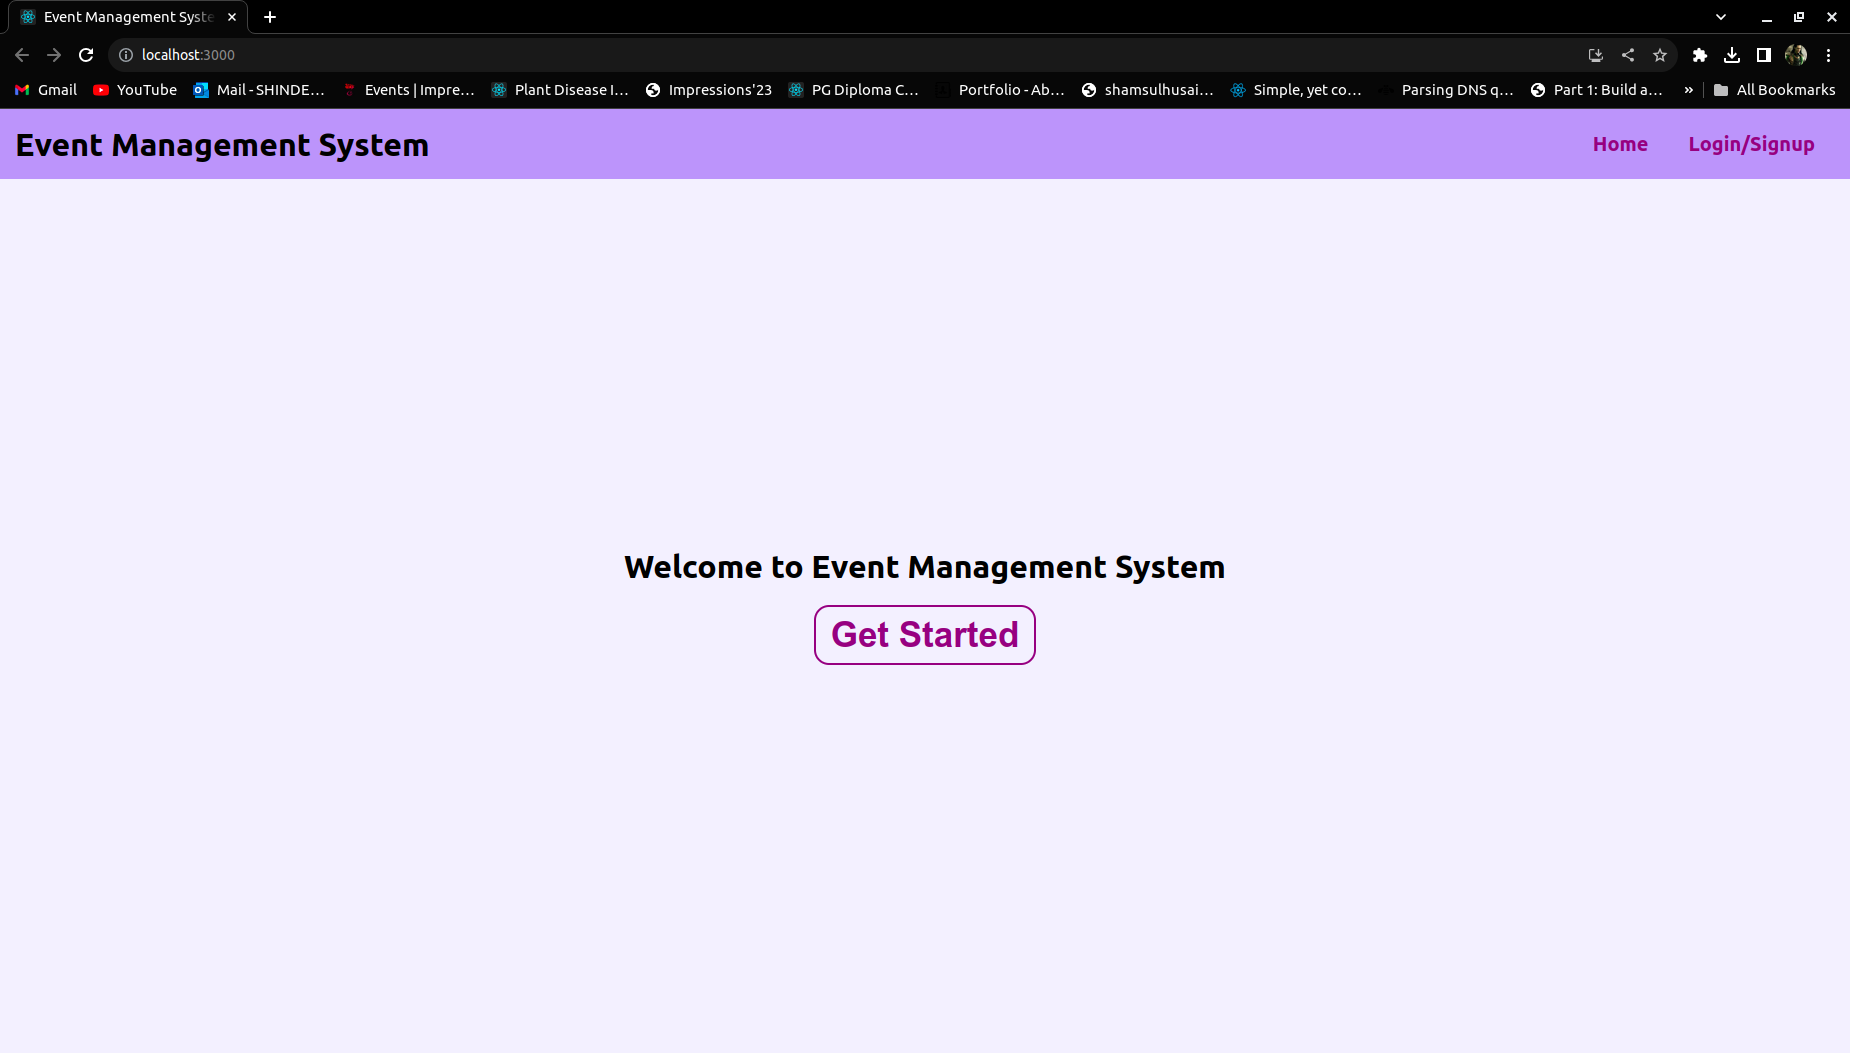 Event Management Syste
localhost:3000
Gmail YouTube Mail - SHINDE... Events | Impre... Plant Disease I... Impressions'23 PG Diploma C... Portfolio - Ab... shamsulhusai... Simple, yet co... Parsing DNS q... Part 1: Build a... » All Bookmarks
Event Management System Home Login/Signup
Welcome to Event Management System
Get Started